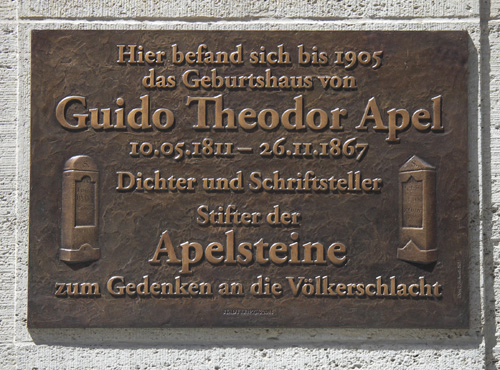 Hier befand sich bis 1905
das Geburtshaus von
Guido Theodor Apel
10.05.1811 – 26.11.1867
Dichter und Schriftsteller
Stifter der
Apelsteine
zum Gedenken an die Völkerschlacht